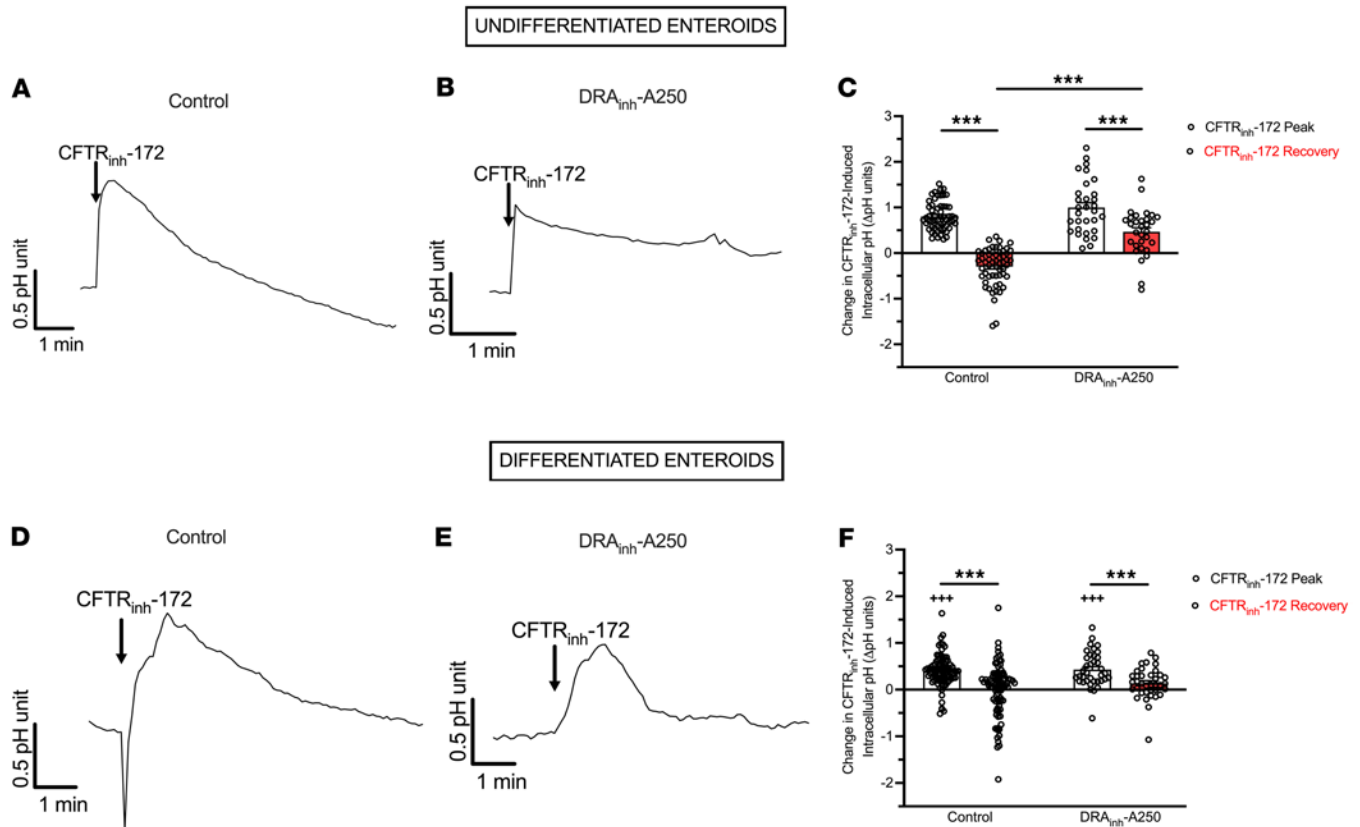 UNDIFFERENTIATED ENTEROIDS
A
Control
CFTRinh-172
0.5 pH unit
1 min
B
DRAinh-A250
CFTRinh-172
0.5 pH unit
1 min
C
***
***
***
CFTRinh-172 Peak
CFTRinh-172 Recovery
Change in CFTRinh-172-Induced
Intracellular pH (ΔpH units)
3
2
1
0
-1
-2
Control
DRAinh-A250
DIFFERENTIATED ENTEROIDS
D
Control
CFTRinh-172
0.5 pH unit
1 min
E
DRAinh-A250
CFTRinh-172
0.5 pH unit
1 min
F
***
***
+++
+++
CFTRinh-172 Peak
CFTRinh-172 Recovery
Change in CFTRinh-172-Induced
Intracellular pH (ΔpH units)
3
2
1
0
-1
-2
Control
DRAinh-A250